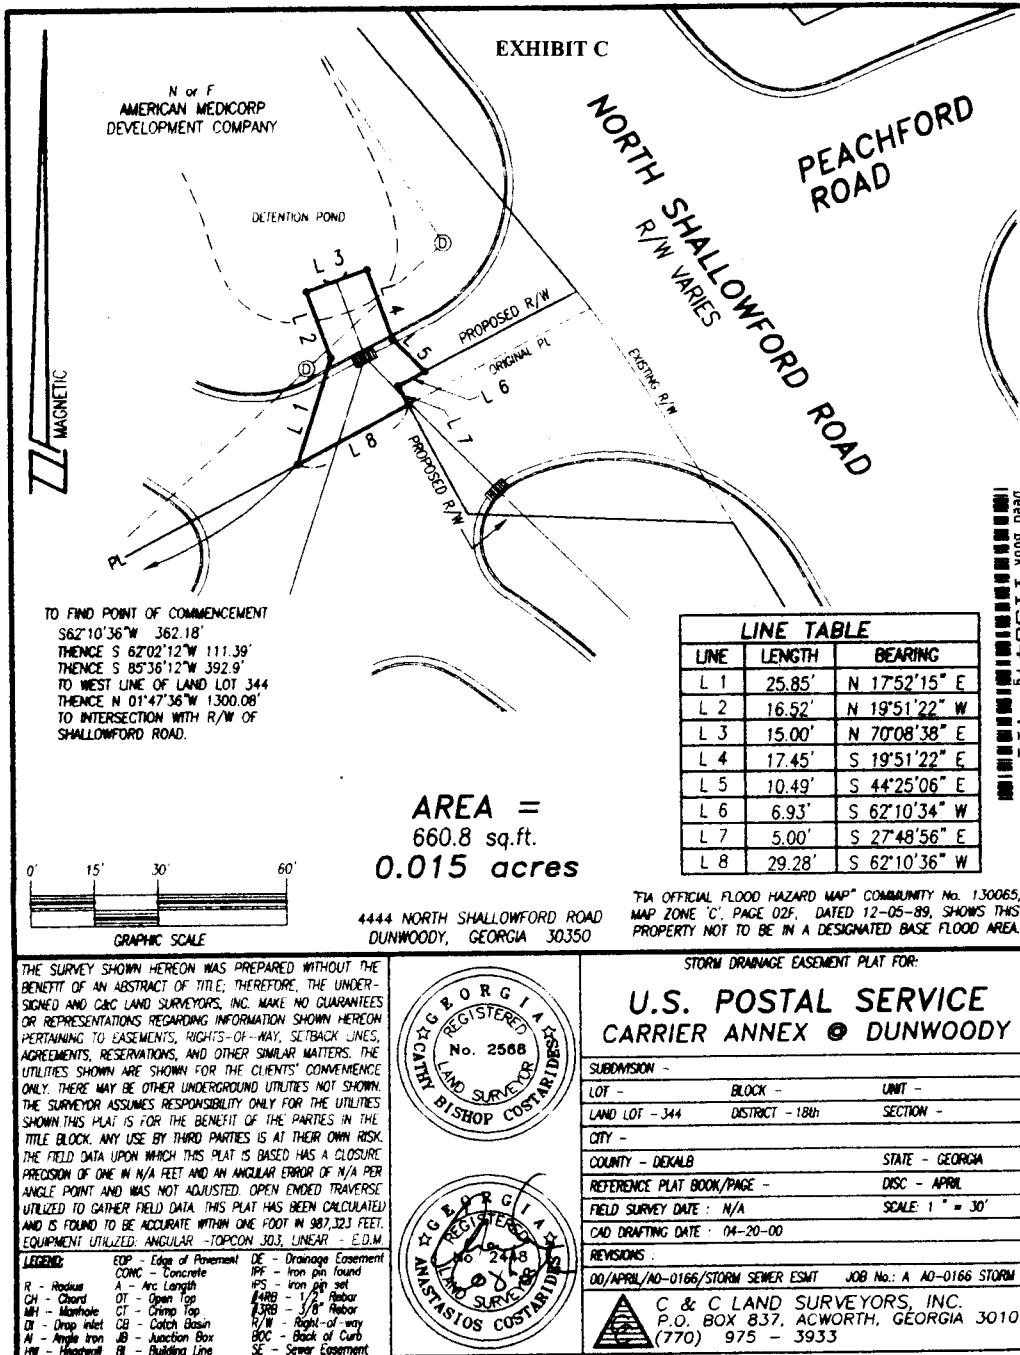 EXHIBIT C
N or F
AMERICAN MEDICORP
DEVELOPMENT COMPANY
DETENTION POND
NORTH SHALLOWFORD ROAD
R/W VARIES
PEACHFORD
ROAD
MAGNETIC
D
D
L 3
L 2
L 4
L 5
L 1
L 8
L 6
L 7
PROPOSED R/W
ORIGINAL PL
EXISTING R/W
PROPOSED R/W
PL
TO FIND POINT OF COMMENCEMENT
S62°10'36"W 362.18'
THENCE S 62°02'12"W 111.39'
THENCE S 85°36'12"W 392.9'
TO WEST LINE OF LAND LOT 344
THENCE N 01°47'36"W 1300.08'
TO INTERSECTION WITH R/W OF
SHALLOWFORD ROAD.
LINE TABLE
LINE LENGTH BEARING
L 1 25.85' N 17°52'15" E
L 2 16.52' N 19°51'22" W
L 3 15.00' N 70°08'38" E
L 4 17.45' S 19°51'22" E
L 5 10.49' S 44°25'06" E
L 6 6.93' S 62°10'34" W
L 7 5.00' S 27°48'56" E
L 8 29.28' S 62°10'36" W
AREA =
660.8 sq.ft.
0.015 acres
0' 15' 30' 60'
GRAPHIC SCALE
4444 NORTH SHALLOWFORD ROAD
DUNWOODY, GEORGIA 30350
"FIA OFFICIAL FLOOD HAZARD MAP" COMMUNITY No. 130065,
MAP ZONE 'C', PAGE 02F, DATED 12-05-89, SHOWS THIS
PROPERTY NOT TO BE IN A DESIGNATED BASE FLOOD AREA.
THE SURVEY SHOWN HEREON WAS PREPARED WITHOUT THE
BENEFIT OF AN ABSTRACT OF TITLE; THEREFORE, THE UNDER-
SIGNED AND C&C LAND SURVEYORS, INC. MAKE NO GUARANTEES
OR REPRESENTATIONS REGARDING INFORMATION SHOWN HEREON
PERTAINING TO EASEMENTS, RIGHTS-OF-WAY, SETBACK LINES,
AGREEMENTS, RESERVATIONS, AND OTHER SIMILAR MATTERS. THE
UTILITIES SHOWN ARE SHOWN FOR THE CLIENTS' CONVENIENCE
ONLY. THERE MAY BE OTHER UNDERGROUND UTILITIES NOT SHOWN.
THE SURVEYOR ASSUMES RESPONSIBILITY ONLY FOR THE UTILITIES
SHOWN.THIS PLAT IS FOR THE BENEFIT OF THE PARTIES IN THE
TITLE BLOCK. ANY USE BY THIRD PARTIES IS AT THEIR OWN RISK.
THE FIELD DATA UPON WHICH THIS PLAT IS BASED HAS A CLOSURE
PRECISION OF ONE IN N/A FEET AND AN ANGULAR ERROR OF N/A PER
ANGLE POINT AND WAS NOT ADJUSTED. OPEN ENDED TRAVERSE
UTILIZED TO GATHER FIELD DATA. THIS PLAT HAS BEEN CALCULATED
AND IS FOUND TO BE ACCURATE WITHIN ONE FOOT IN 987,323 FEET.
EQUIPMENT UTILIZED: ANGULAR -TOPCON 303, LINEAR - E.D.M.
LEGEND:
R - Radius
CH - Chord
MH - Manhole
DI - Drop Inlet
AI - Angle Iron
HW - Headwall
EOP - Edge of Pavement
CONC - Concrete
A - Arc Length
OT - Open Top
CT - Crimp Top
CB - Catch Basin
JB - Junction Box
Bl - Building Line
DE - Drainage Easement
IPF - Iron pin found
IPS - Iron pin set
#4RB - 1/2" Rebar
#3RB - 3/8" Rebar
R/W - Right-of-way
BOC - Back of Curb
SE - Sewer Easement
GEORGIA
REGISTERED
No. 2568
LAND SURVEYOR
CATHY BISHOP COSTARIDES
GEORGIA
REGISTERED
No. 2448
LAND SURVEYOR
ANASTASIOS COSTARIDES
STORM DRAINAGE EASEMENT PLAT FOR:
U.S. POSTAL SERVICE
CARRIER ANNEX @ DUNWOODY
SUBDIVISION -
LOT - BLOCK - UNIT -
LAND LOT - 344 DISTRICT - 18th SECTION -
CITY -
COUNTY - DEKALB STATE - GEORGIA
REFERENCE PLAT BOOK/PAGE - DISC - APRIL
FIELD SURVEY DATE : N/A SCALE: 1 " = 30'
CAD DRAFTING DATE : 04-20-00
REVISIONS :
00/APRIL/AO-0166/STORM SEWER ESMT JOB No.: A AO-0166 STORM
C & C LAND SURVEYORS, INC.
P.O. BOX 837, ACWORTH, GEORGIA 3010
(770) 975 - 3933